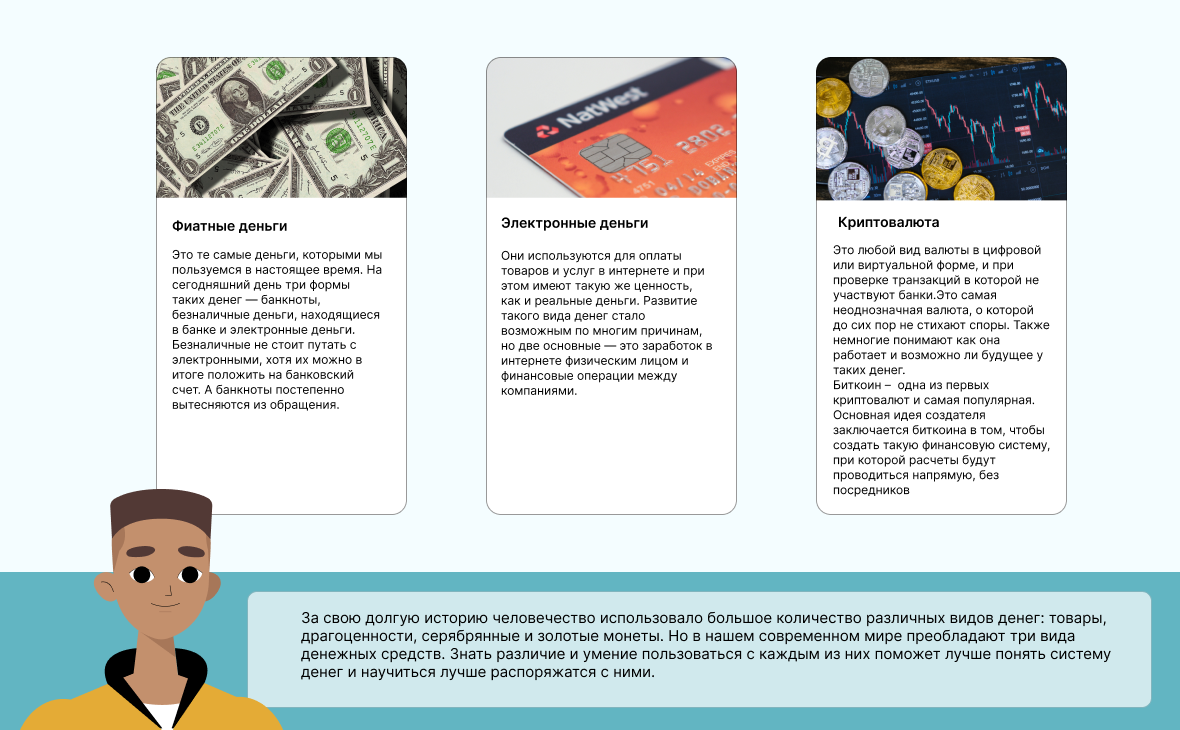 NatWest
Фиатные деньги
Это те самые деньги, которыми мы
пользуемся в настоящее время. На
сегодняшний день три формы
таких денег — банкноты,
безналичные деньги, находящиеся
в банке и электронные деньги.
Безналичные не стоит путать с
электронными, хотя их можно в
итоге положить на банковский
счет. А банкноты постепенно
вытесняются из обращения.
Электронные деньги
Они используются для оплаты
товаров и услуг в интернете и при
этом имеют такую же ценность,
как и реальные деньги. Развитие
такого вида денег стало
возможным по многим причинам,
но две основные — это заработок в
интернете физическим лицом и
финансовые операции между
компаниями.
Криптовалюта
Это любой вид валюты в цифровой
или виртуальной форме, и при
проверке транзакций в которой не
участвуют банки.Это самая
неоднозначная валюта, о которой
до сих пор не стихают споры. Также
немногие понимают как она
работает и возможно ли будущее у
таких денег.
Биткоин –  одна из первых
криптовалют и самая популярная.
Основная идея создателя
заключается биткоина в том, чтобы
создать такую финансовую систему,
при которой расчеты будут
проводиться напрямую, без
посредников
За свою долгую историю человечество использовало большое количество различных видов денег: товары,
драгоценности, серябрянные и золотые монеты. Но в нашем современном мире преобладают три вида
денежных средств. Знать различие и умение пользоваться с каждым из них поможет лучше понять систему
денег и научиться лучше распоряжатся с ними.